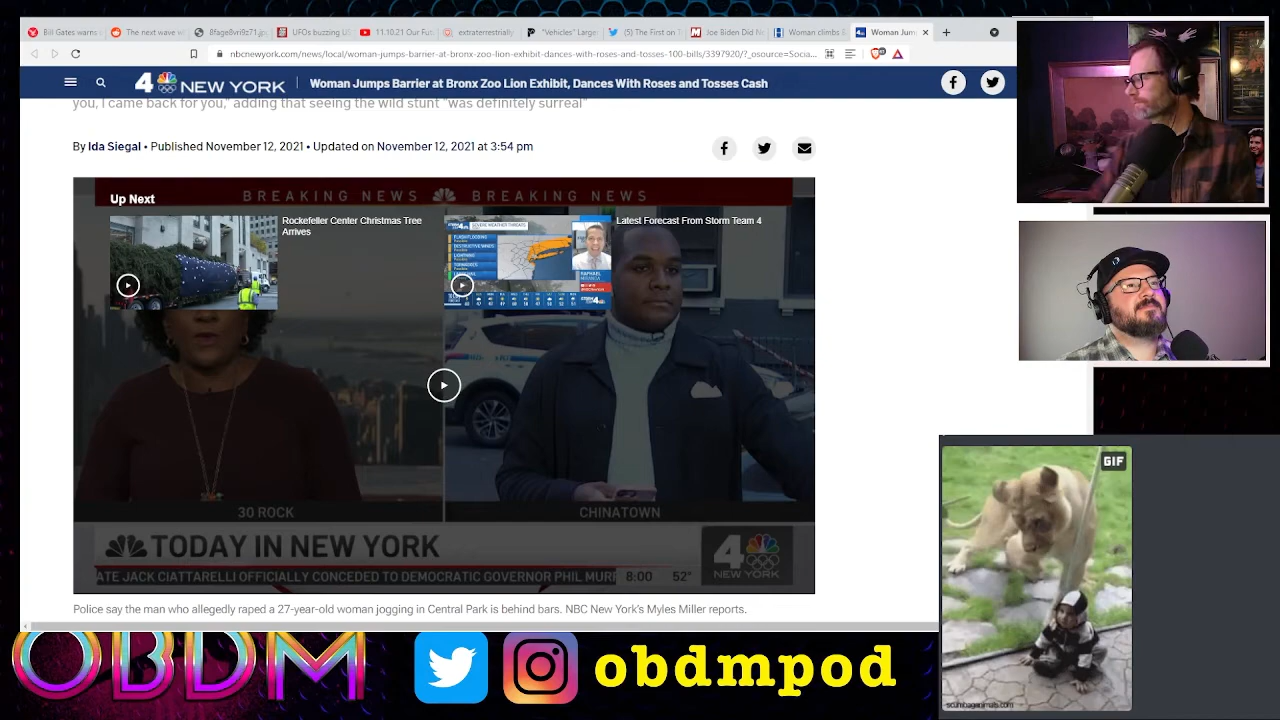 Bill Gates warns
The next wave
8fage8vri9z71.jp
UFOs buzzing US
11.10.21 Our Fut
extraterrestrially
"Vehicles" Larger
(5) The First on T
Joe Biden Did N
Woman climbs
Woman Jum
nbcnewyork.com/news/local/woman-jumps-barrier-at-bronx-zoo-lion-exhibit-dances-with-roses-and-tosses-100-bills/3397920/?_osource=Socia...
4 NEW YORK
Woman Jumps Barrier at Bronx Zoo Lion Exhibit, Dances With Roses and Tosses Cash
you, I came back for you," adding that seeing the wild stunt "was definitely surreal"
By Ida Siegal • Published November 12, 2021 • Updated on November 12, 2021 at 3:54 pm
BREAKING NEWS BREAKING NEWS
Up Next
Rockefeller Center Christmas Tree
Arrives
Latest Forecast From Storm Team 4
30 ROCK
CHINATOWN
TODAY IN NEW YORK
4
NEW YORK
ATE JACK CIATTARELLI OFFICIALLY CONCEDED TO DEMOCRATIC GOVERNOR PHIL MURF
8:00 52°
Police say the man who allegedly raped a 27-year-old woman jogging in Central Park is behind bars. NBC New York's Myles Miller reports.
GIF
OBDM
obdmpod